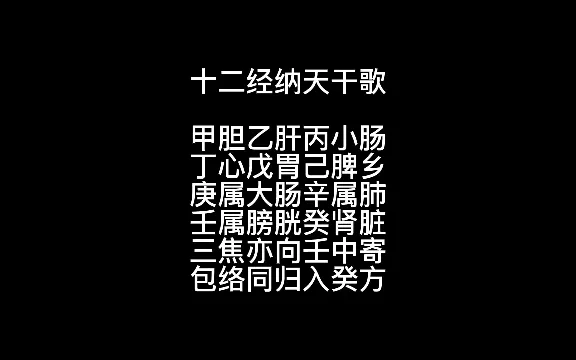 十二经纳天干歌
甲胆乙肝丙小肠
丁心戊胃己脾乡
庚属大肠辛属肺
壬属膀胱癸肾脏
三焦亦向壬中寄
包络同归入癸方